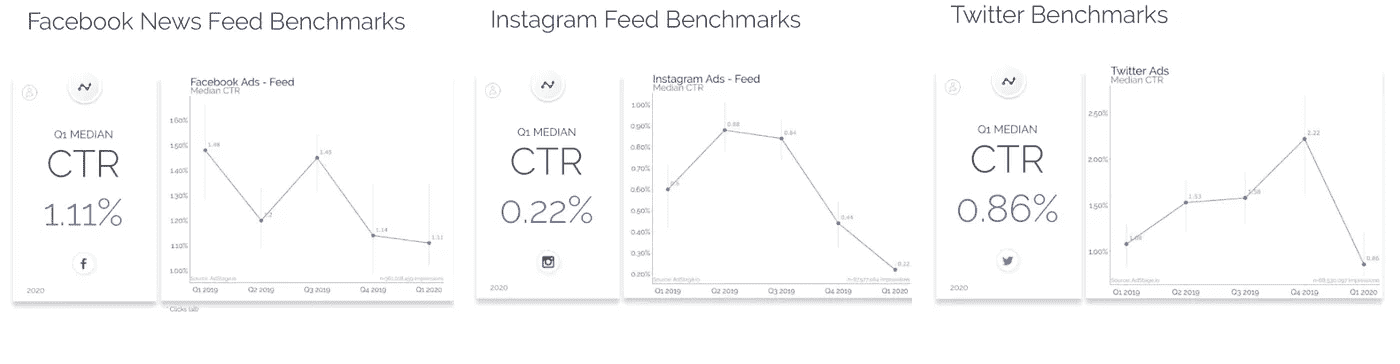 Facebook News Feed Benchmarks
Q1 MEDIAN
CTR
1.11%
2020
Facebook Ads - Feed
Median CTR
1.60%
1.50%
1.40%
1.30%
1.20%
1.10%
1.00%
1.48
1.2
1.45
1.14
1.11
Source: AdStage.io
impressions
Q1 2019
Q2 2019
Q3 2019
Q4 2019
Q1 2020
* Clicks (all)
Instagram Feed Benchmarks
Q1 MEDIAN
CTR
0.22%
2020
Instagram Ads - Feed
Median CTR
1.00%
0.90%
0.80%
0.70%
0.60%
0.50%
0.40%
0.30%
0.20%
0.6
0.88
0.84
0.44
0.22
Source: AdStage.io
impressions
Q1 2019
Q2 2019
Q3 2019
Q4 2019
Q1 2020
Twitter Benchmarks
Q1 MEDIAN
CTR
0.86%
2020
Twitter Ads
Median CTR
2.50%
2.00%
1.50%
1.00%
1.08
1.53
1.58
2.22
0.86
Source: AdStage.io
impressions
Q1 2019
Q2 2019
Q3 2019
Q4 2019
Q1 2020